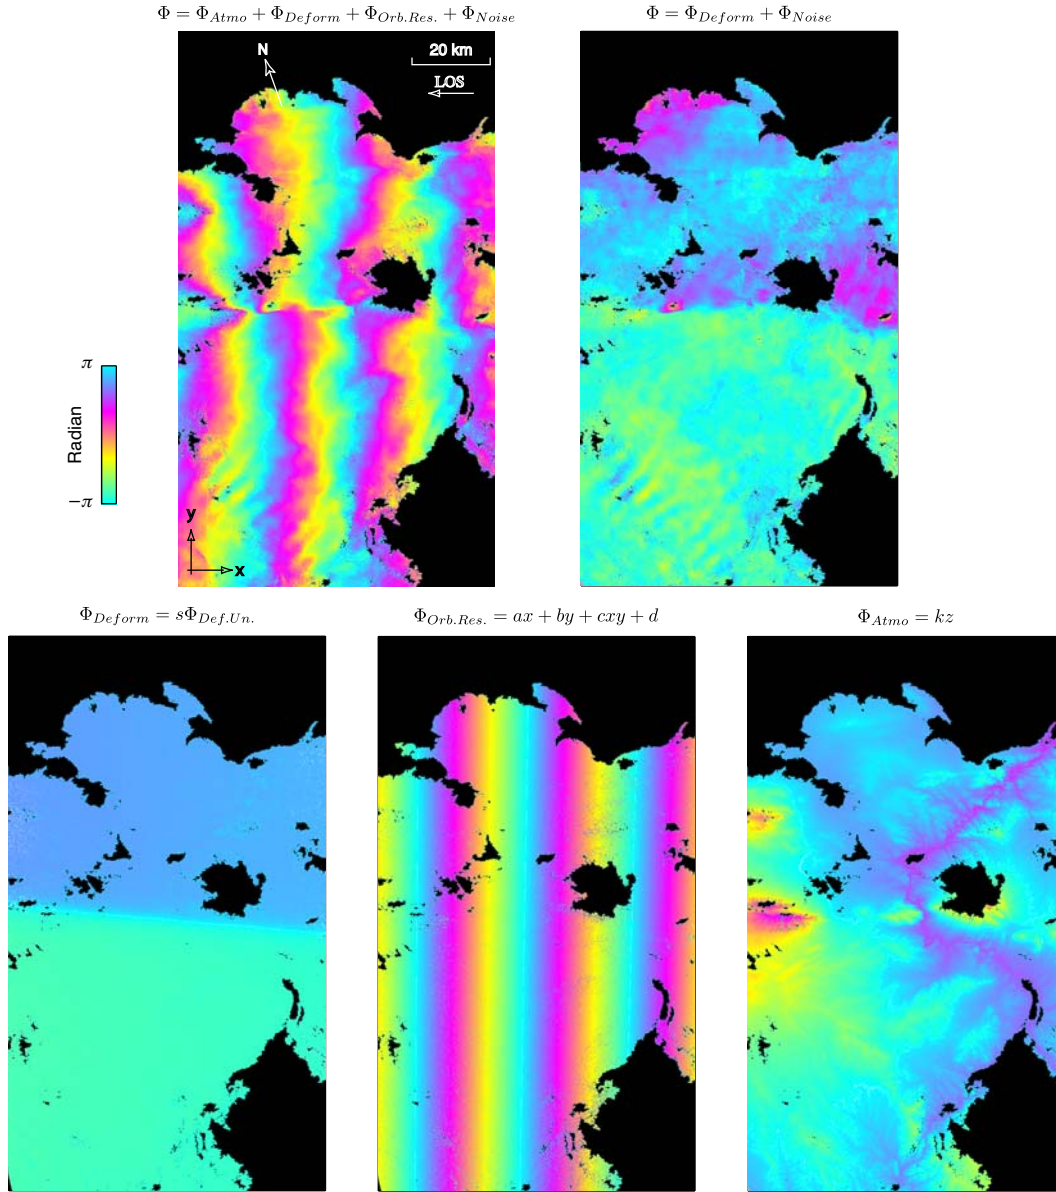 Φ = Φ_Atmo + Φ_Deform + Φ_Orb.Res. + Φ_Noise
Φ = Φ_Deform + Φ_Noise
N
20 km
LOS
π
Radian
−π
y
x
Φ_Deform = sΦ_Def.Un.
Φ_Orb.Res. = ax + by + cxy + d
Φ_Atmo = kz